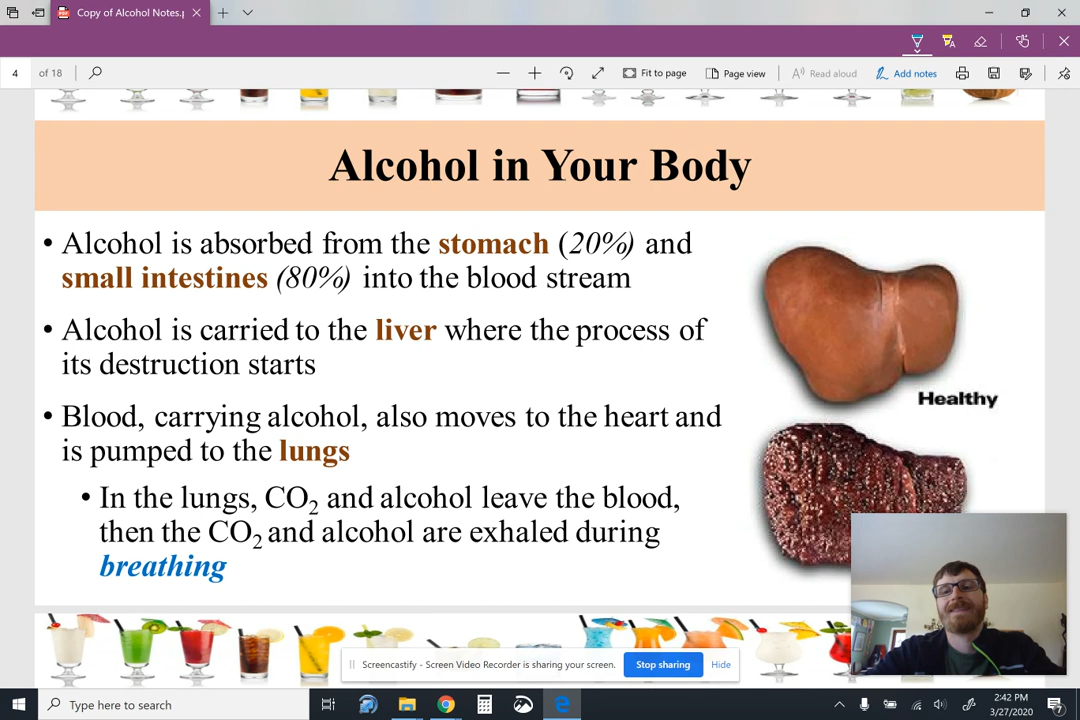 Copy of Alcohol Notes.p
4 of 18
Fit to page
Page view
Read aloud
Add notes
Alcohol in Your Body
• Alcohol is absorbed from the stomach (20%) and
small intestines (80%) into the blood stream
• Alcohol is carried to the liver where the process of
its destruction starts
• Blood, carrying alcohol, also moves to the heart and
is pumped to the lungs
• In the lungs, CO₂ and alcohol leave the blood,
then the CO₂ and alcohol are exhaled during
breathing
Healthy
Screencastify - Screen Video Recorder is sharing your screen.
Stop sharing
Hide
Type here to search
2:42 PM
3/27/2020
7